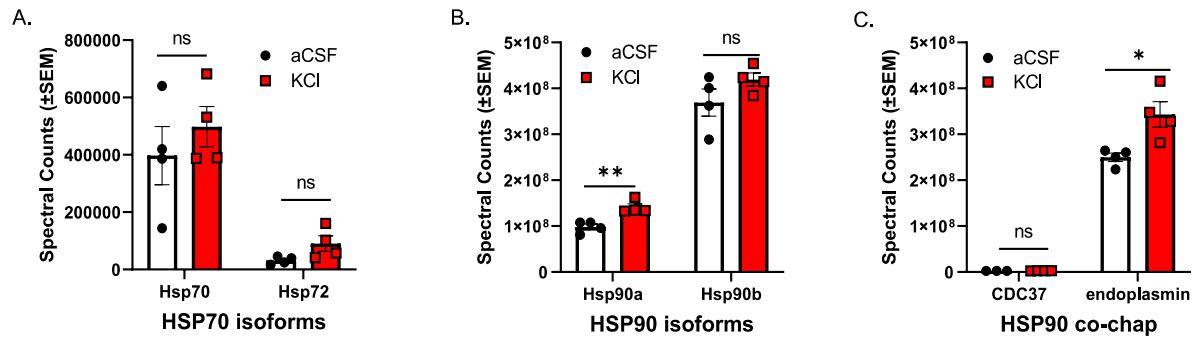 A.
Spectral Counts (±SEM)
800000
600000
400000
200000
0
ns
aCSF
KCl
ns
Hsp70
Hsp72
HSP70 isoforms
B.
Spectral Counts (±SEM)
5×10⁸
4×10⁸
3×10⁸
2×10⁸
1×10⁸
0
aCSF
KCl
ns
**
Hsp90a
Hsp90b
HSP90 isoforms
C.
Spectral Counts (±SEM)
5×10⁸
4×10⁸
3×10⁸
2×10⁸
1×10⁸
0
aCSF
KCl
*
ns
CDC37
endoplasmin
HSP90 co-chap